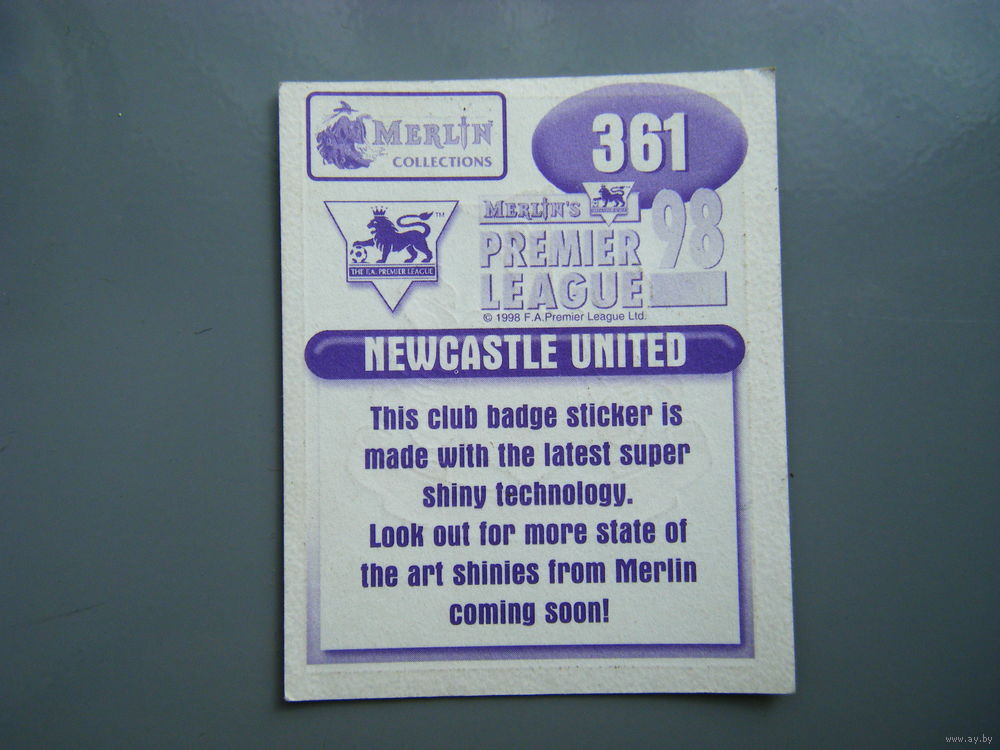 MERLIN
COLLECTIONS
361
™
THE F.A. PREMIER LEAGUE
MERLIN'S
98
PREMIER
LEAGUE
© 1998 F.A.Premier League Ltd.
NEWCASTLE UNITED
This club badge sticker is
made with the latest super
shiny technology.
Look out for more state of
the art shinies from Merlin
coming soon!
www.ay.by